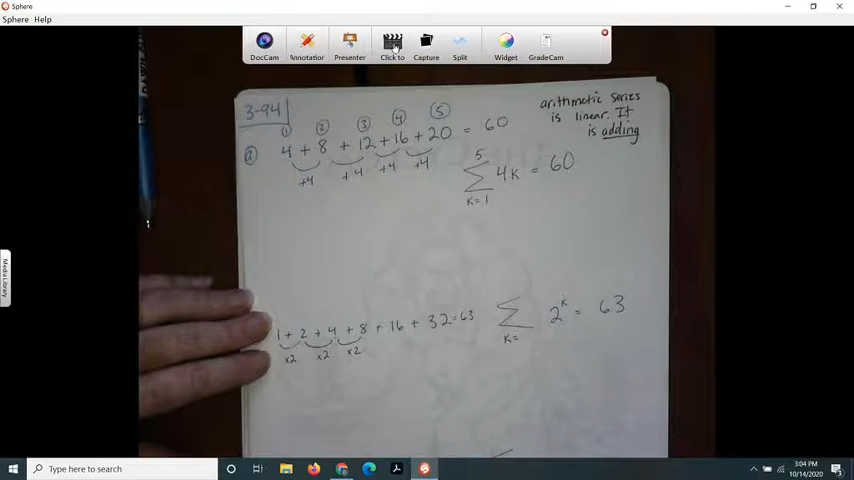 Sphere
Sphere Help
DocCam Annotation Presenter Click to Capture Split Widget GradeCam
Media Library
3-94
arithmetic series
is linear. It
is adding
① ② ③ ④ ⑤
4 + 8 + 12 + 16 + 20 = 60
+4 +4 +4 +4
5
Σ 4k = 60
k=1
1 + 2 + 4 + 8 + 16 + 32 = 63
x2 x2 x2
Σ 2^k = 63
k=
Type here to search
3:04 PM
10/14/2020